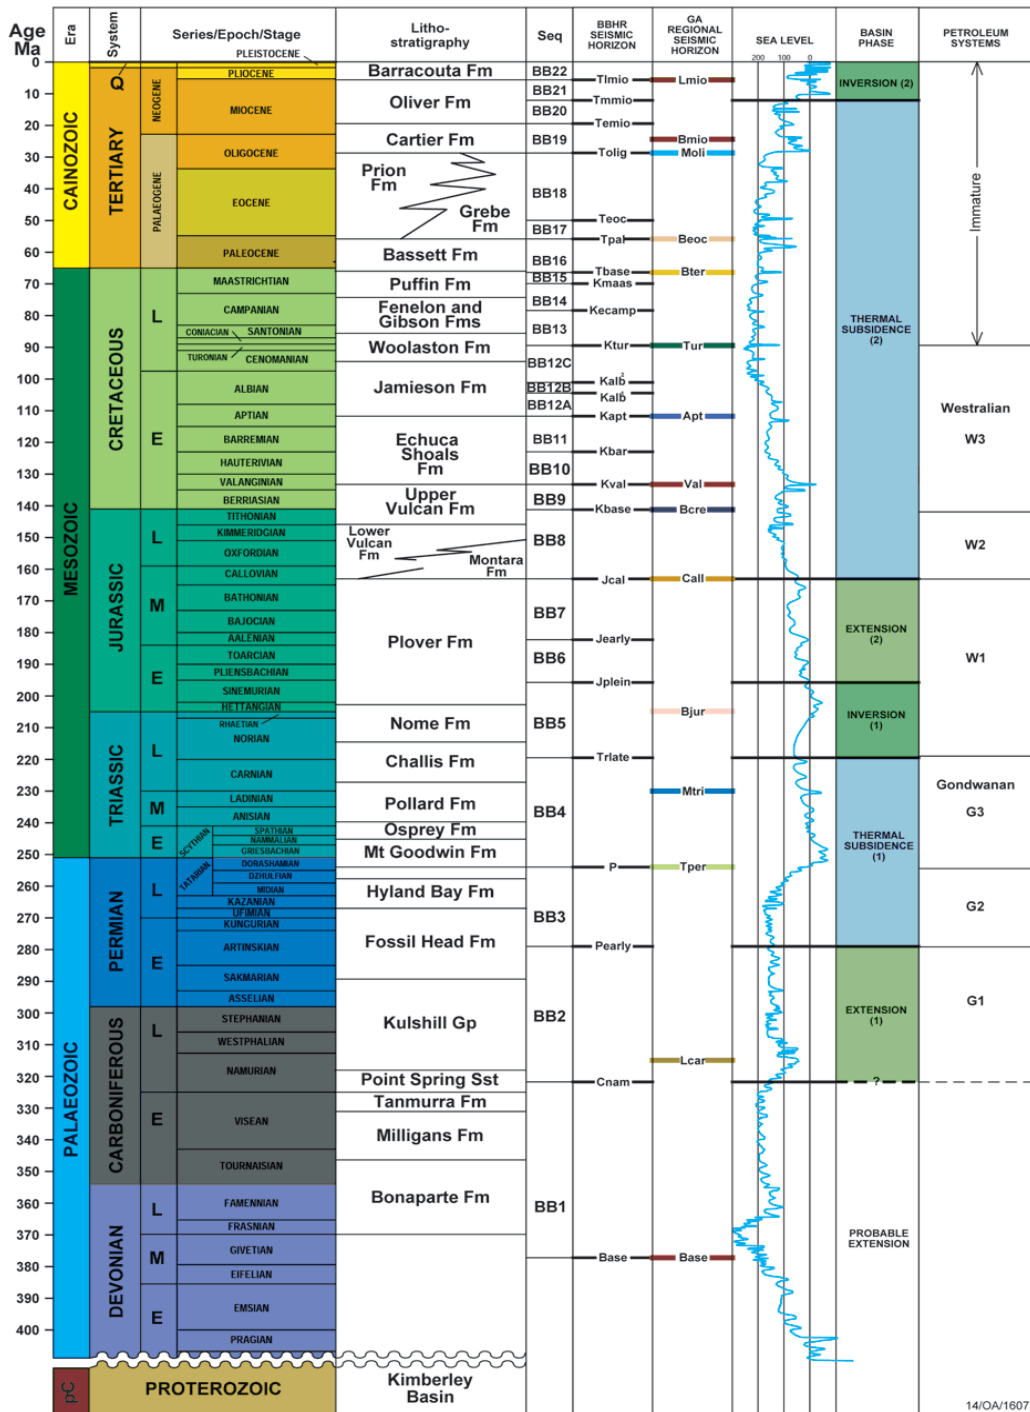 Age
Ma
Era
System
Series/Epoch/Stage
Litho-
stratigraphy
Seq
BBHR
SEISMIC
HORIZON
GA
REGIONAL
SEISMIC
HORIZON
SEA LEVEL
200 100 0
BASIN
PHASE
PETROLEUM
SYSTEMS
0
10
20
30
40
50
60
70
80
90
100
110
120
130
140
150
160
170
180
190
200
210
220
230
240
250
260
270
280
290
300
310
320
330
340
350
360
370
380
390
400
CAINOZOIC
MESOZOIC
PALAEOZOIC
pC
Q
TERTIARY
CRETACEOUS
JURASSIC
TRIASSIC
PERMIAN
CARBONIFEROUS
DEVONIAN
PROTEROZOIC
NEOGENE
PALAEOGENE
L
E
L
M
E
L
M
E
L
E
L
E
L
M
E
PLEISTOCENE
PLIOCENE
MIOCENE
OLIGOCENE
EOCENE
PALEOCENE
MAASTRICHTIAN
CAMPANIAN
SANTONIAN
CONIACIAN
TURONIAN
CENOMANIAN
ALBIAN
APTIAN
BARREMIAN
HAUTERIVIAN
VALANGINIAN
BERRIASIAN
TITHONIAN
KIMMERIDGIAN
OXFORDIAN
CALLOVIAN
BATHONIAN
BAJOCIAN
AALENIAN
TOARCIAN
PLIENSBACHIAN
SINEMURIAN
HETTANGIAN
RHAETIAN
NORIAN
CARNIAN
LADINIAN
ANISIAN
SCYTHIAN
SPATHIAN
NAMMALIAN
GRIESBACHIAN
TATARIAN
DORASHAMIAN
DZHULFIAN
MIDIAN
KAZANIAN
UFIMIAN
KUNGURIAN
ARTINSKIAN
SAKMARIAN
ASSELIAN
STEPHANIAN
WESTPHALIAN
NAMURIAN
VISEAN
TOURNAISIAN
FAMENNIAN
FRASNIAN
GIVETIAN
EIFELIAN
EMSIAN
PRAGIAN
Barracouta Fm
Oliver Fm
Cartier Fm
Prion
Fm
Grebe
Fm
Bassett Fm
Puffin Fm
Fenelon and
Gibson Fms
Woolaston Fm
Jamieson Fm
Echuca
Shoals
Fm
Upper
Vulcan Fm
Lower
Vulcan
Fm
Montara
Fm
Plover Fm
Nome Fm
Challis Fm
Pollard Fm
Osprey Fm
Mt Goodwin Fm
Hyland Bay Fm
Fossil Head Fm
Kulshill Gp
Point Spring Sst
Tanmurra Fm
Milligans Fm
Bonaparte Fm
Kimberley
Basin
BB22
BB21
BB20
BB19
BB18
BB17
BB16
BB15
BB14
BB13
BB12C
BB12B
BB12A
BB11
BB10
BB9
BB8
BB7
BB6
BB5
BB4
BB3
BB2
BB1
Tlmio
Tmmio
Temio
Tolig
Teoc
Tpal
Tbase
Kmaas
Kecamp
Ktur
Kalb2
Kalb1
Kapt
Kbar
Kval
Kbase
Jcal
Jearly
Jplein
Trlate
P
Pearly
Cnam
Base
Lmio
Bmio
Moli
Beoc
Bter
Tur
Apt
Val
Bcre
Call
Bjur
Mtri
Tper
Lcar
Base
INVERSION (2)
THERMAL
SUBSIDENCE
(2)
EXTENSION
(2)
INVERSION
(1)
THERMAL
SUBSIDENCE
(1)
EXTENSION
(1)
?
PROBABLE
EXTENSION
Immature
Westralian
W3
W2
W1
Gondwanan
G3
G2
G1
14/OA/1607